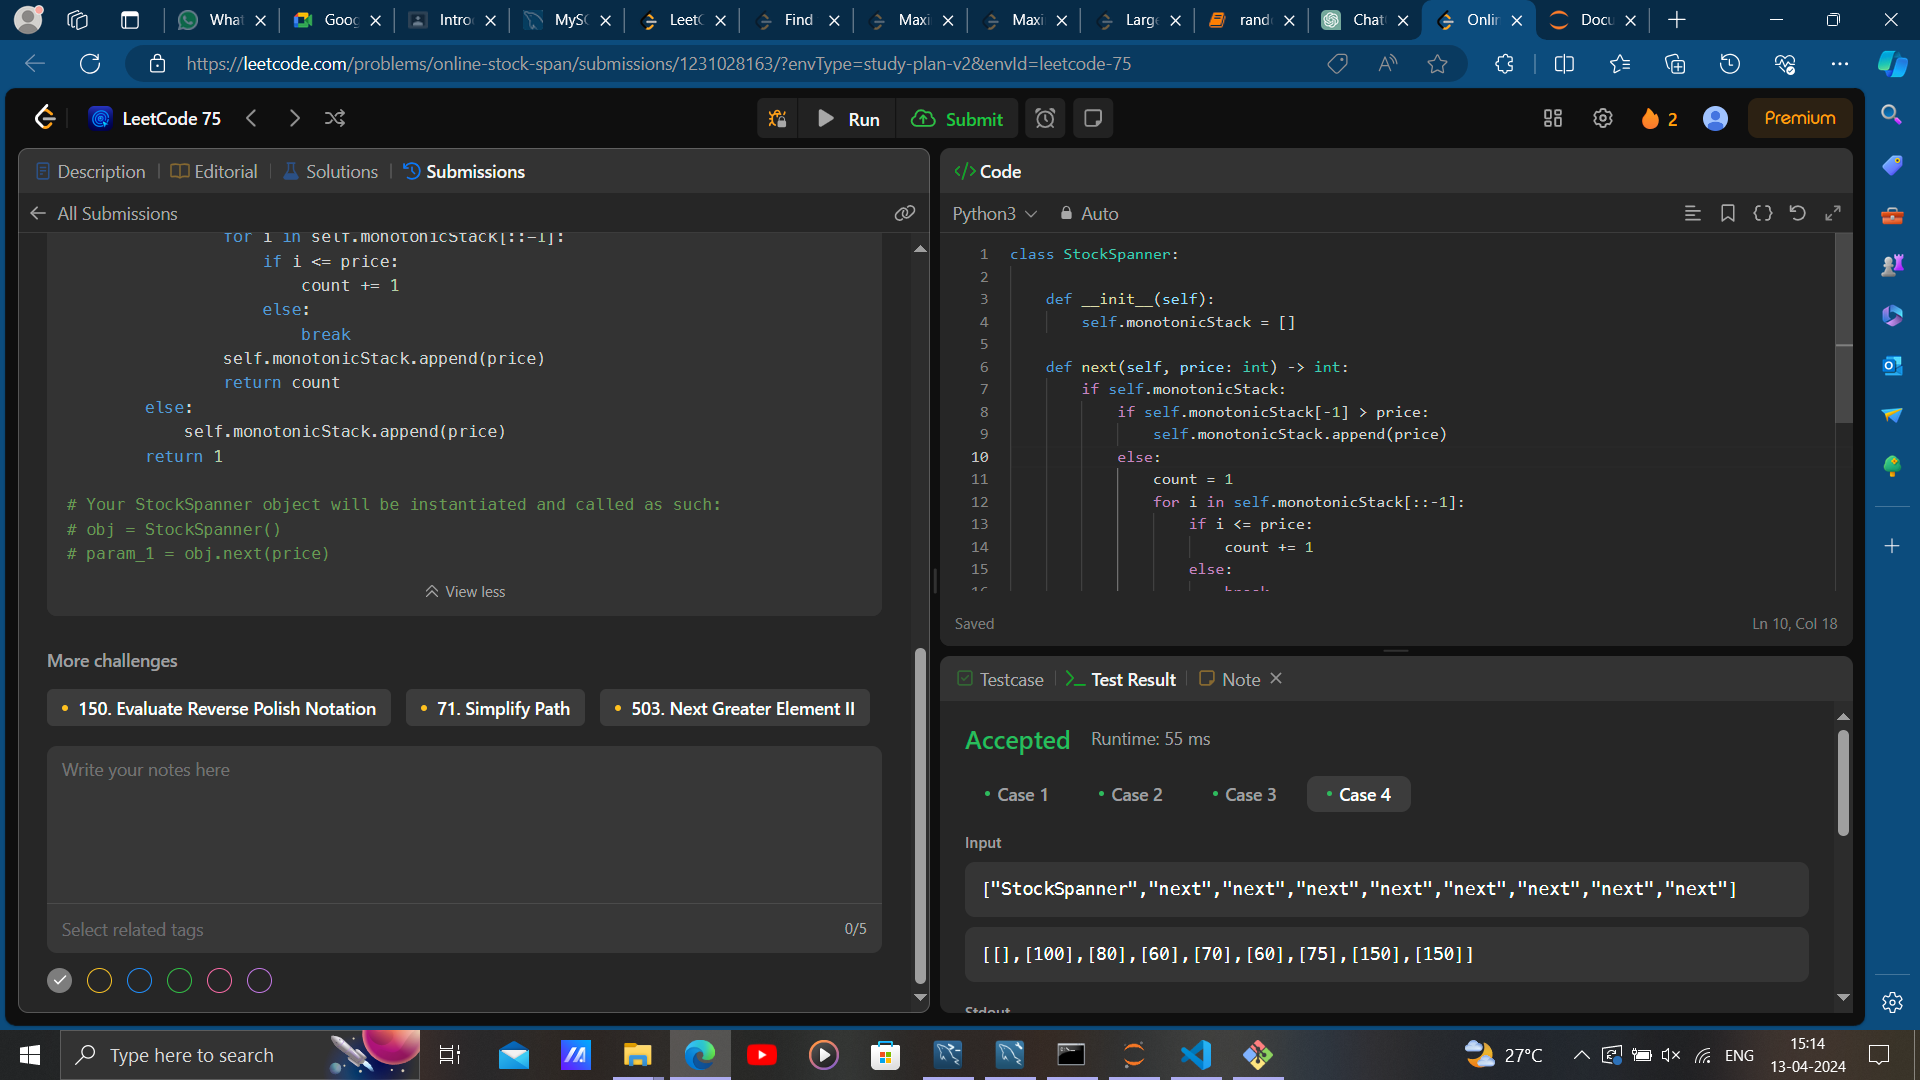 What
Goog
Intro
MySC
LeetC
Find
Maxi
Maxi
Large
rand
Chat
Onlin
Docu
https://leetcode.com/problems/online-stock-span/submissions/1231028163/?envType=study-plan-v2&envId=leetcode-75
LeetCode 75
Run
Submit
2
Premium
Description
Editorial
Solutions
Submissions
All Submissions
for i in self.monotonicStack[::-1]:
if i <= price:
count += 1
else:
break
self.monotonicStack.append(price)
return count
else:
self.monotonicStack.append(price)
return 1
# Your StockSpanner object will be instantiated and called as such:
# obj = StockSpanner()
# param_1 = obj.next(price)
View less
More challenges
150. Evaluate Reverse Polish Notation
71. Simplify Path
503. Next Greater Element II
Write your notes here
Select related tags
0/5
</> Code
Python3
Auto
1 class StockSpanner:
2
3 def __init__(self):
4 self.monotonicStack = []
5
6 def next(self, price: int) -> int:
7 if self.monotonicStack:
8 if self.monotonicStack[-1] > price:
9 self.monotonicStack.append(price)
10 else:
11 count = 1
12 for i in self.monotonicStack[::-1]:
13 if i <= price:
14 count += 1
15 else:
16 break
Saved
Ln 10, Col 18
Testcase
Test Result
Note
Accepted
Runtime: 55 ms
Case 1
Case 2
Case 3
Case 4
Input
["StockSpanner","next","next","next","next","next","next","next","next"]
[[],[100],[80],[60],[70],[60],[75],[150],[150]]
Stdout
Type here to search
27°C
ENG
15:14
13-04-2024